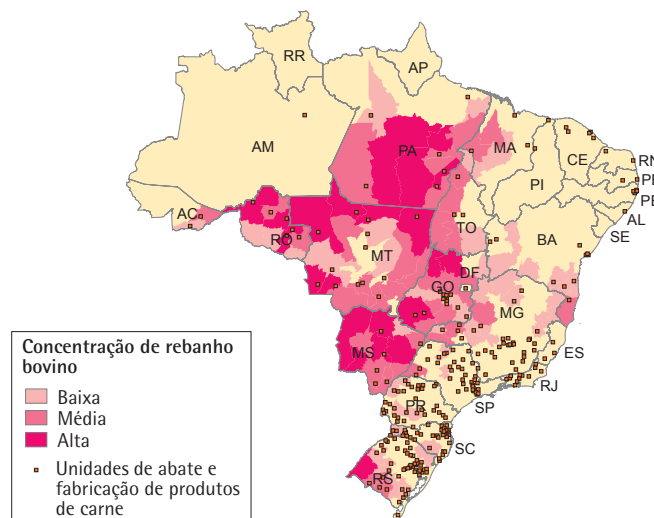 RR
AP
AM
PA
MA
CE
RN
PI
PE
AC
TO
AL
SE
RO
BA
MT
DF
GO
MG
MS
ES
RJ
SP
PR
SC
RS
Concentração de rebanho
bovino
Baixa
Média
Alta
Unidades de abate e
fabricação de produtos
de carne